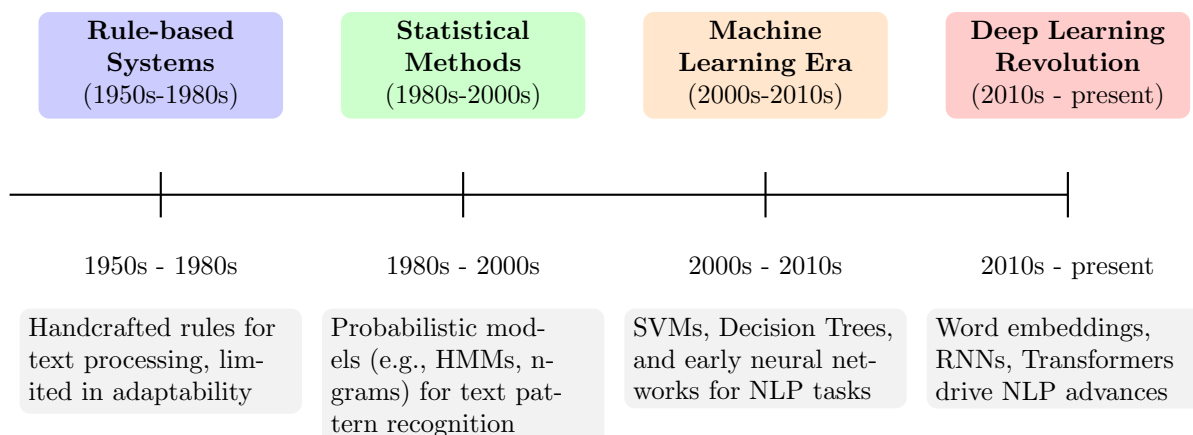 Rule-based
Systems
(1950s-1980s)
Statistical
Methods
(1980s-2000s)
Machine
Learning Era
(2000s-2010s)
Deep Learning
Revolution
(2010s - present)
1950s - 1980s
1980s - 2000s
2000s - 2010s
2010s - present
Handcrafted rules for
text processing, lim-
ited in adaptability
Probabilistic mod-
els (e.g., HMMs, n-
grams) for text pat-
tern recognition
SVMs, Decision Trees,
and early neural net-
works for NLP tasks
Word embeddings,
RNNs, Transformers
drive NLP advances